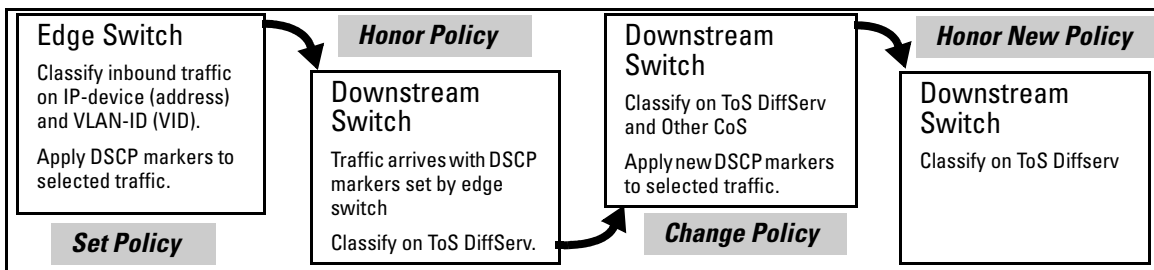 Edge Switch
Classify inbound traffic
on IP-device (address)
and VLAN-ID (VID).
Apply DSCP markers to
selected traffic.
Set Policy
Honor Policy
Downstream
Switch
Traffic arrives with DSCP
markers set by edge
switch
Classify on ToS DiffServ.
Downstream
Switch
Classify on ToS DiffServ
and Other CoS
Apply new DSCP markers
to selected traffic.
Change Policy
Honor New Policy
Downstream
Switch
Classify on ToS Diffserv